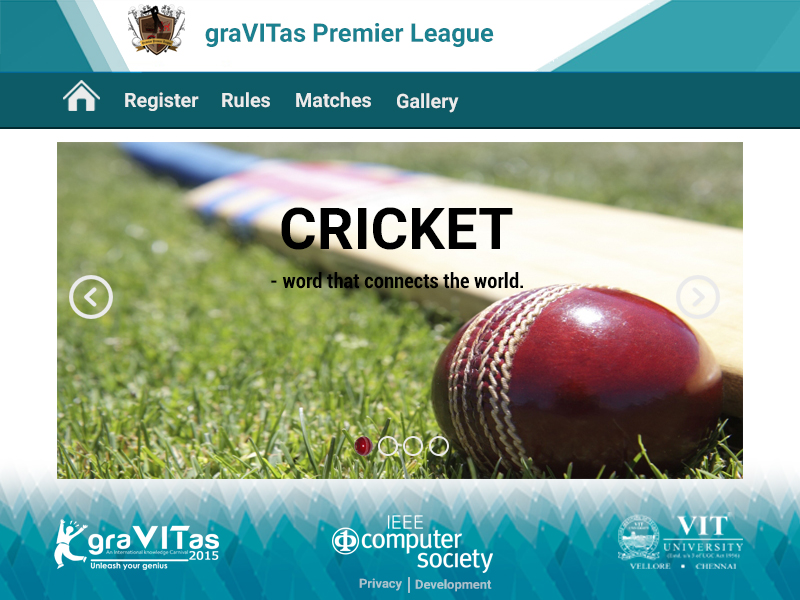 graVITas Premier League
Register Rules Matches Gallery
CRICKET
- word that connects the world.
graVITas
An International Knowledge Carnival
2015
Unleash your genius
IEEE
computer
society
VIT
UNIVERSITY
(Estd. u/s 3 of UGC Act 1956)
VELLORE • CHENNAI
Privacy | Development